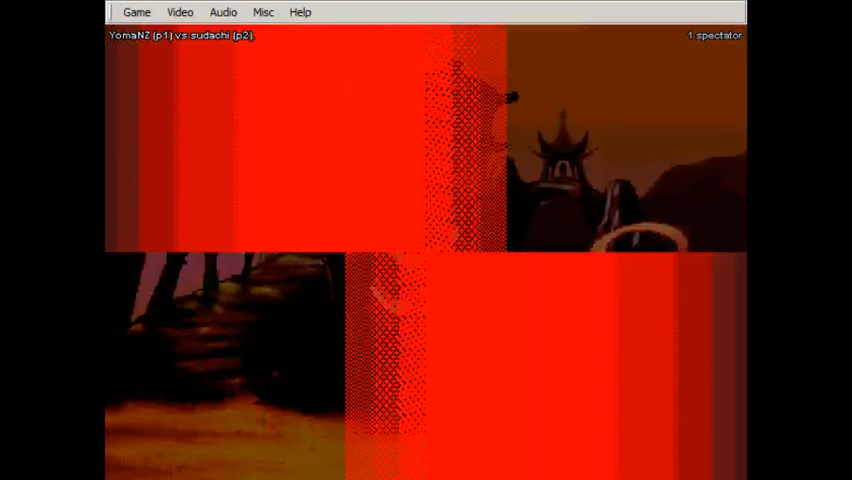 Game Video Audio Misc Help
YomaNZ (p1) vs sudachi (p2). 1 spectator